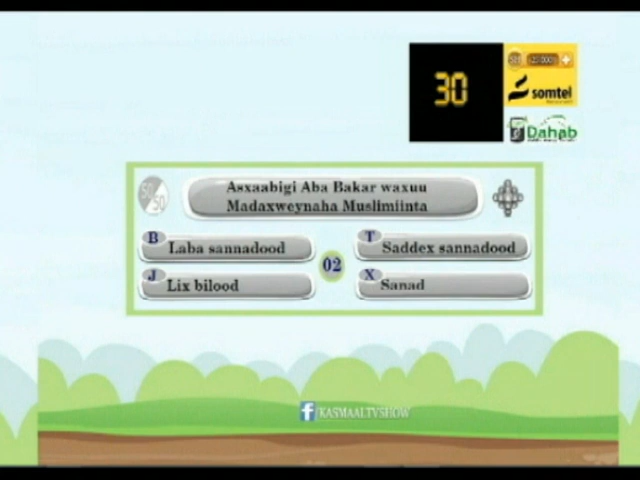 30
somtel
Dahab
50
50
Asxaabigi Aba Bakar waxuu
Madaxweynaha Muslimiinta
B
Laba sannadood
T
Saddex sannadood
02
J
Lix bilood
X
Sanad
f KASMAALTVSHOW